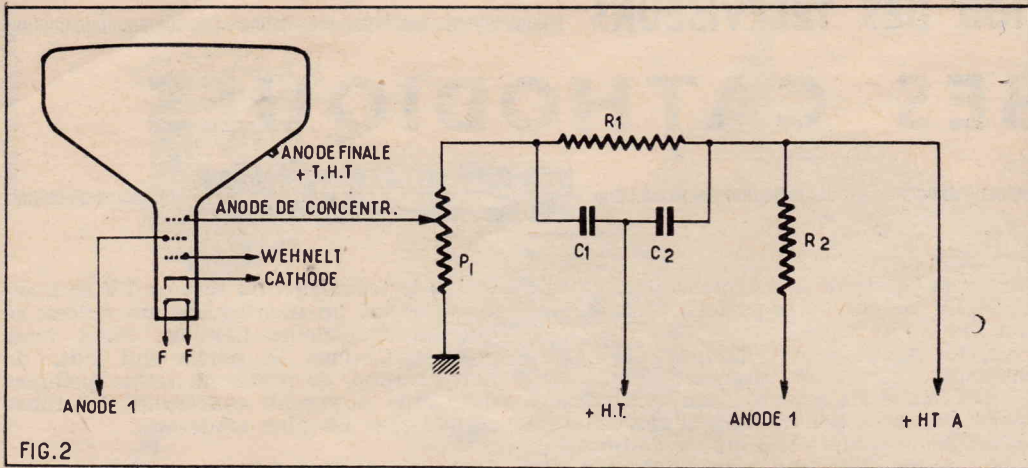 R1
ANODE FINALE
+ T.H.T
ANODE DE CONCENTR.
C1
C2
R2
P1
WEHNELT
CATHODE
F F
ANODE 1
+ H.T.
ANODE 1
+ HT A
FIG.2